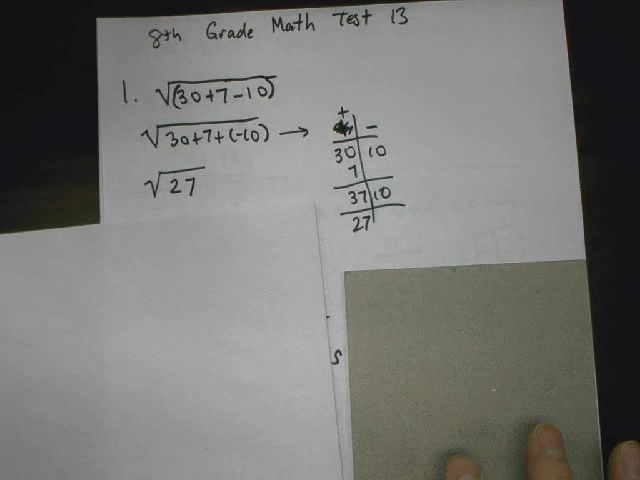 8th Grade Math Test 13
1. √(30+7-10)
√30+7+(-10) →
√27
+ | -
30 | 10
7
37 | 10
27
s